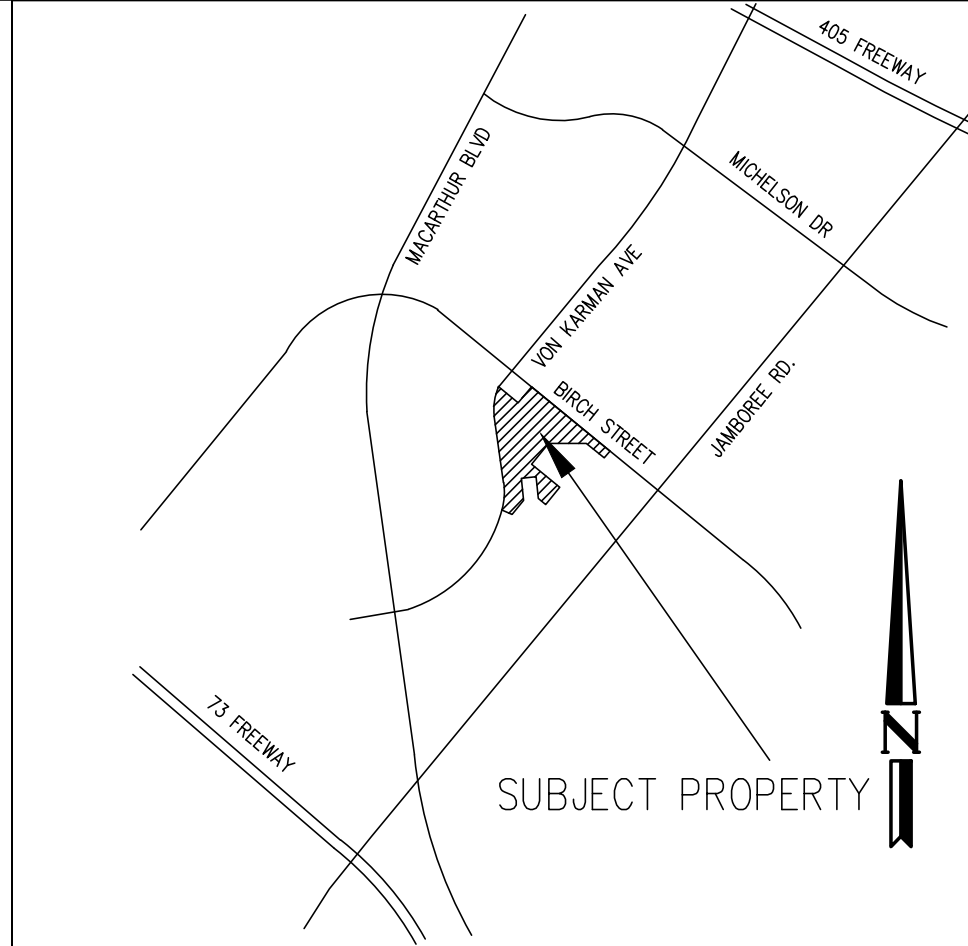 405 FREEWAY
MACARTHUR BLVD
MICHELSON DR
VON KARMAN AVE
BIRCH STREET
JAMBOREE RD.
73 FREEWAY
SUBJECT PROPERTY
N